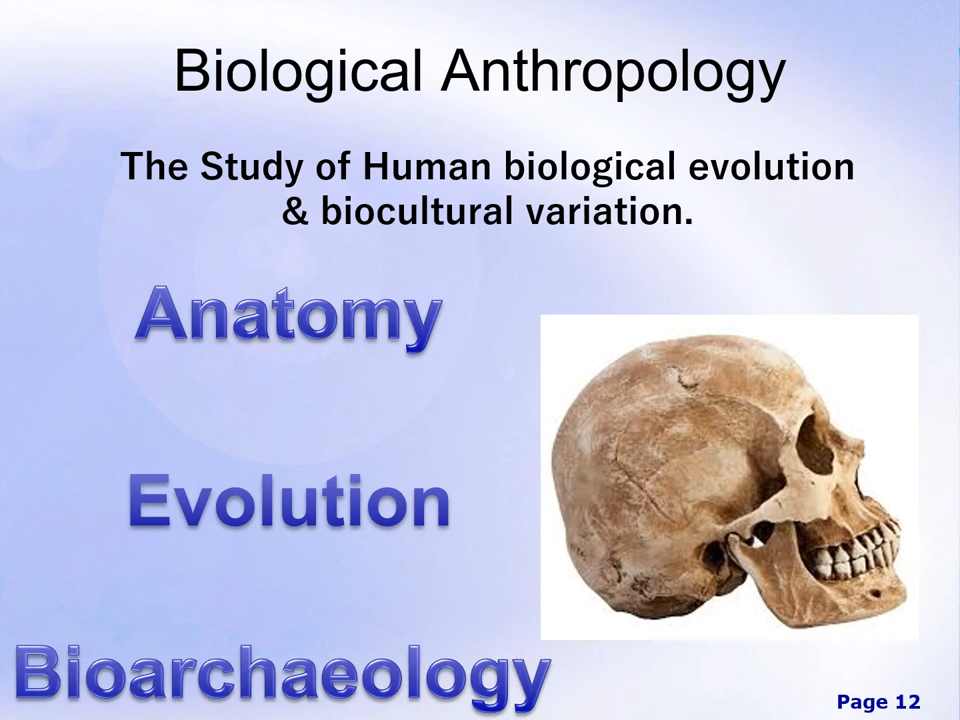 Biological Anthropology
The Study of Human biological evolution
& biocultural variation.
Anatomy
Evolution
Bioarchaeology
Page 12